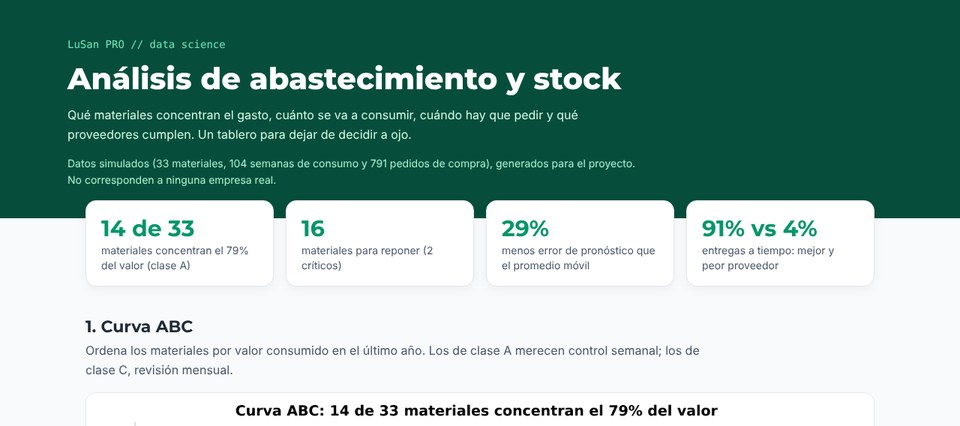 LuSan PRO // data science
Análisis de abastecimiento y stock
Qué materiales concentran el gasto, cuánto se va a consumir, cuándo hay que pedir y qué
proveedores cumplen. Un tablero para dejar de decidir a ojo.
Datos simulados (33 materiales, 104 semanas de consumo y 791 pedidos de compra), generados para el proyecto.
No corresponden a ninguna empresa real.
14 de 33
materiales concentran el 79%
del valor (clase A)
16
materiales para reponer (2
críticos)
29%
menos error de pronóstico que
el promedio móvil
91% vs 4%
entregas a tiempo: mejor y
peor proveedor
1. Curva ABC
Ordena los materiales por valor consumido en el último año. Los de clase A merecen control semanal; los de
clase C, revisión mensual.
Curva ABC: 14 de 33 materiales concentran el 79% del valor